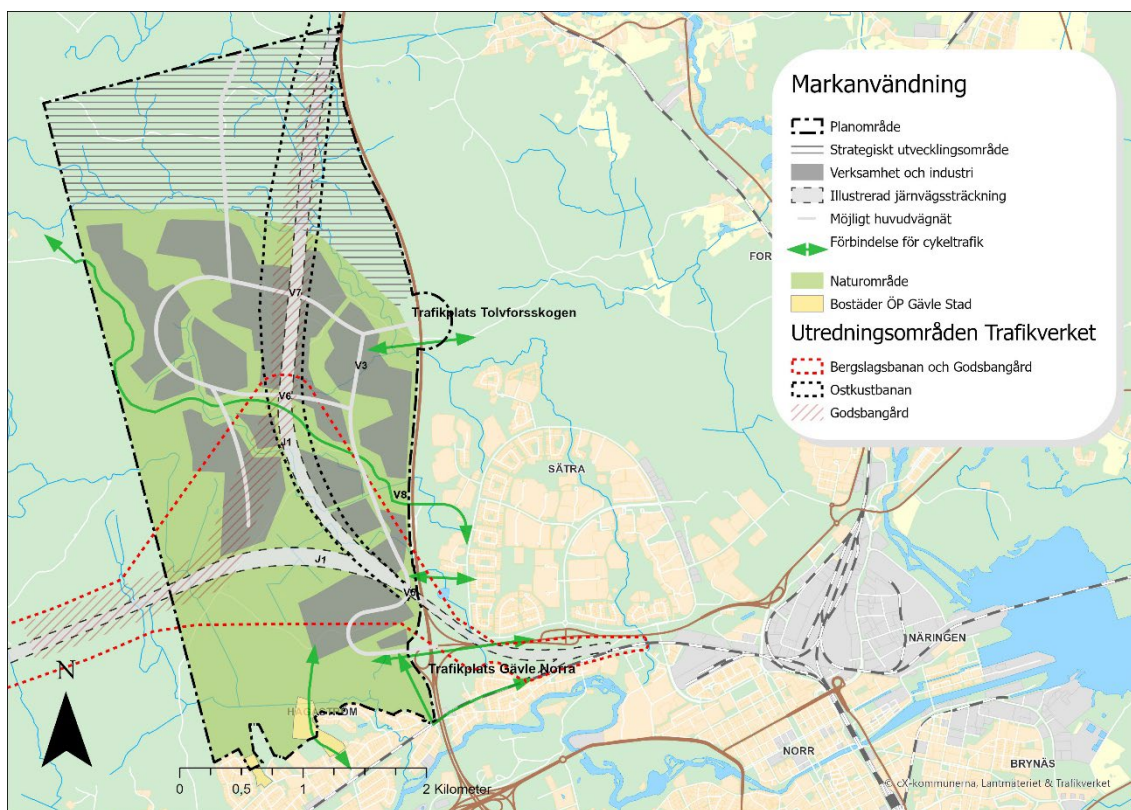 Markanvändning
Planområde
Strategiskt utvecklingsområde
Verksamhet och industri
Illustrerad järnvägssträckning
Möjligt huvudvägnät
Förbindelse för cykeltrafik
Naturområde
Bostäder ÖP Gävle Stad
Utredningsområden Trafikverket
Bergslagsbanan och Godsbangård
Ostkustbanan
Godsbangård
FOR
V7
Trafikplats Tolvforsskogen
V3
V6
J1
SÄTRA
V8
J1
V6
NÄRINGEN
Trafikplats Gävle Norra
N
HAGASTRÖM
NORR
BRYNÄS
0 0,5 1 2 Kilometer
© cX-kommunerna, Lantmäteriet & Trafikverket